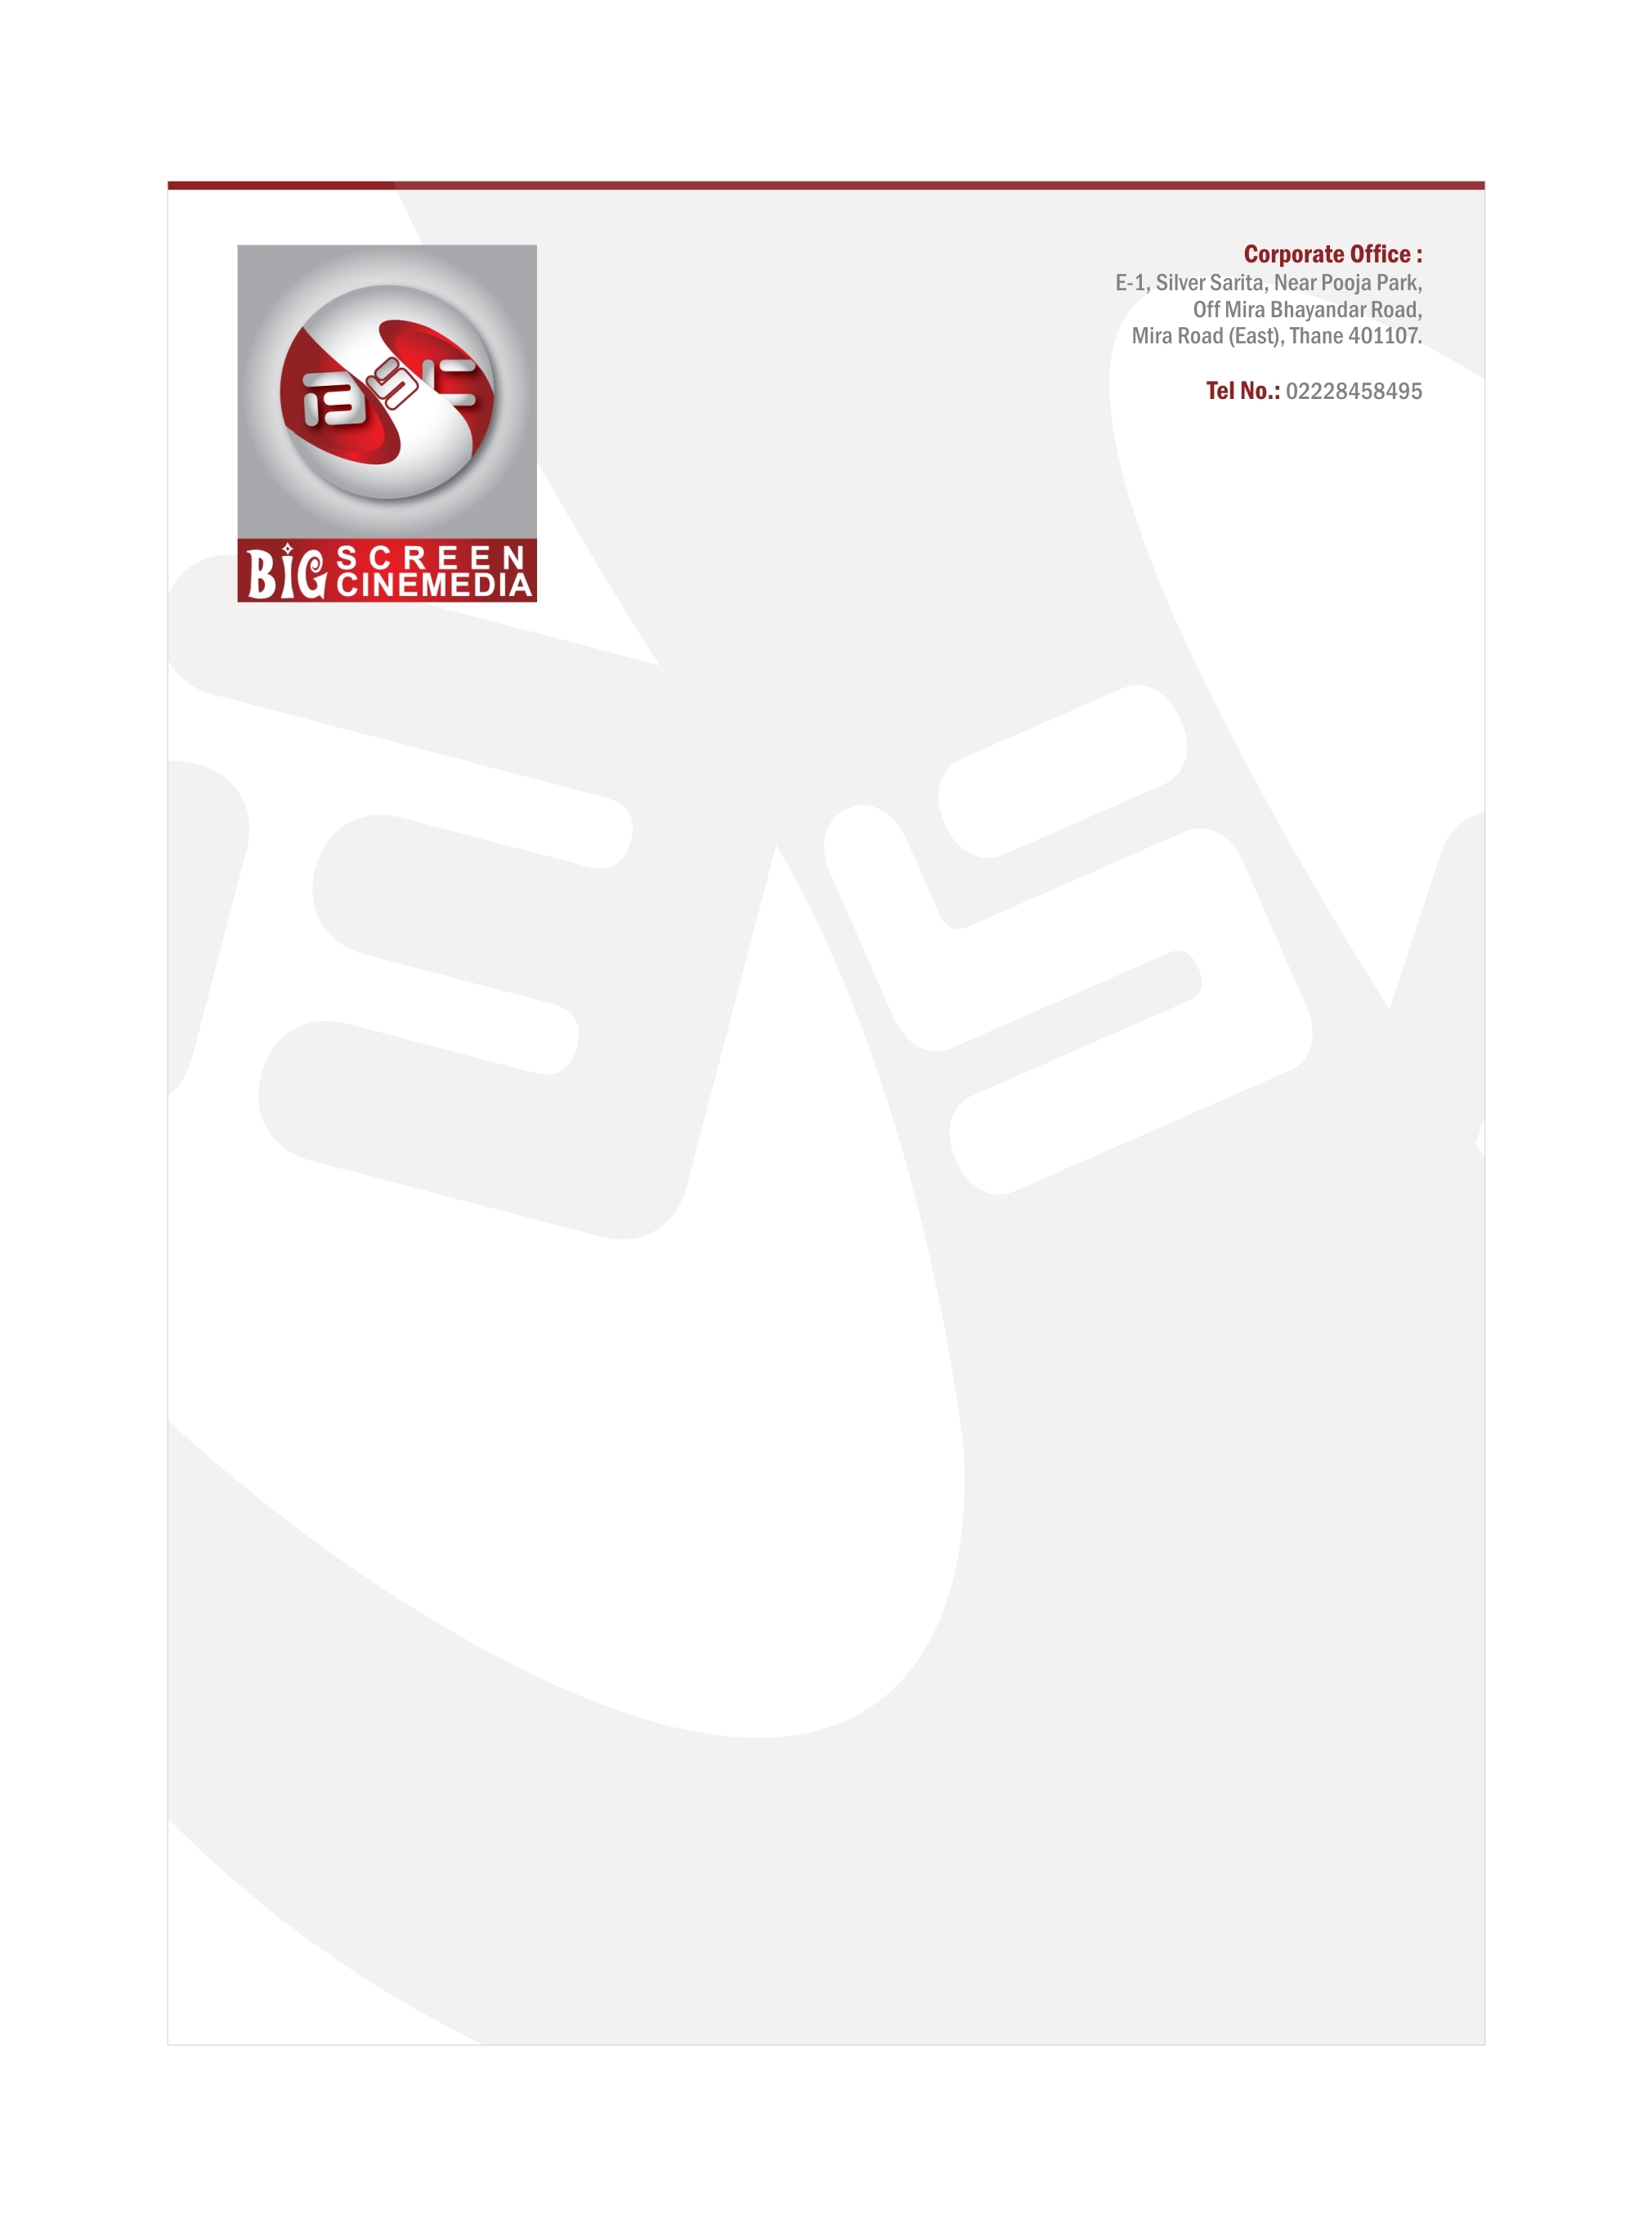 BSC
BIG SCREEN
CINEMEDIA
Corporate Office :
E-1, Silver Sarita, Near Pooja Park,
Off Mira Bhayandar Road,
Mira Road (East), Thane 401107.
Tel No.: 02228458495